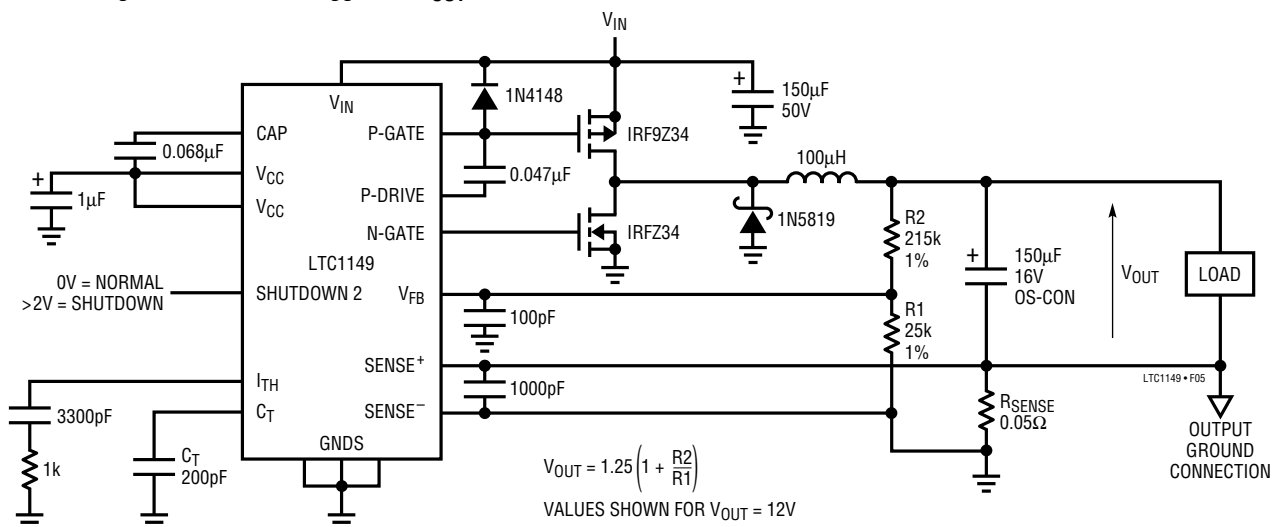 V_IN
1N4148
+
150µF
50V
V_IN
CAP
P-GATE
IRF9Z34
0.068µF
V_CC
0.047µF
100µH
+
1µF
V_CC
P-DRIVE
1N5819
N-GATE
IRFZ34
R2
215k
1%
+
150µF
16V
OS-CON
V_OUT
LOAD
LTC1149
0V = NORMAL
>2V = SHUTDOWN
SHUTDOWN 2
V_FB
100pF
R1
25k
1%
SENSE⁺
1000pF
LTC1149 • F05
I_TH
3300pF
C_T
SENSE⁻
R_SENSE
0.05Ω
OUTPUT
GROUND
CONNECTION
1k
C_T
200pF
GNDS
V_OUT = 1.25 (1 + R2/R1)
VALUES SHOWN FOR V_OUT = 12V